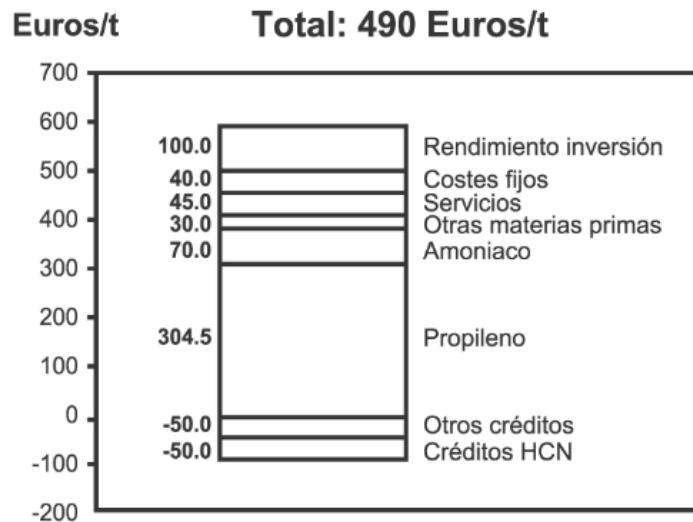 Euros/t Total: 490 Euros/t
700
600
100.0 Rendimiento inversión
500
40.0 Costes fijos
45.0 Servicios
400
30.0 Otras materias primas
70.0 Amoniaco
300
200
304.5 Propileno
100
0
-50.0 Otros créditos
-50.0 Créditos HCN
-100
-200